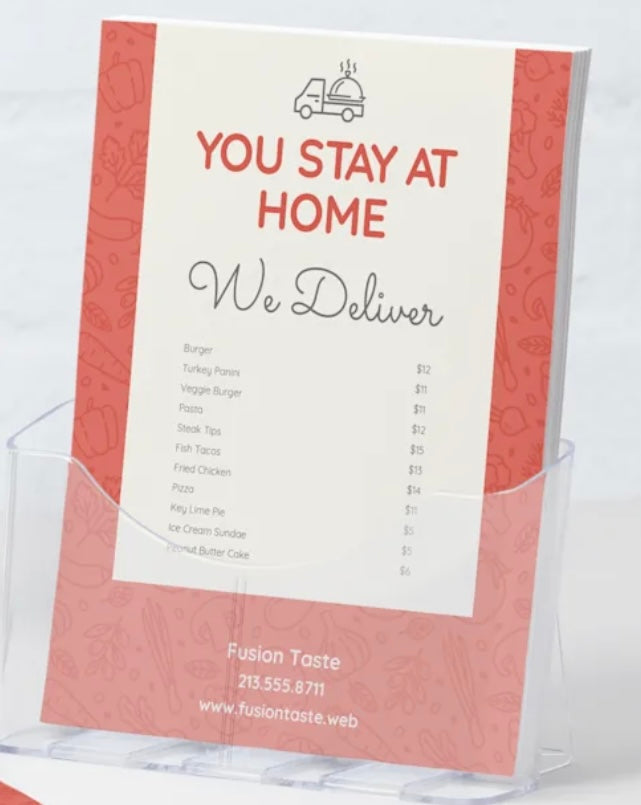 YOU STAY AT
HOME
We Deliver
Burger $12
Turkey Panini $11
Veggie Burger $11
Pasta $12
Steak Tips $15
Fish Tacos $13
Fried Chicken $14
Pizza $11
Key Lime Pie $5
Ice Cream Sundae $5
Peanut Butter Cake $6
Fusion Taste
213.555.8711
www.fusiontaste.web